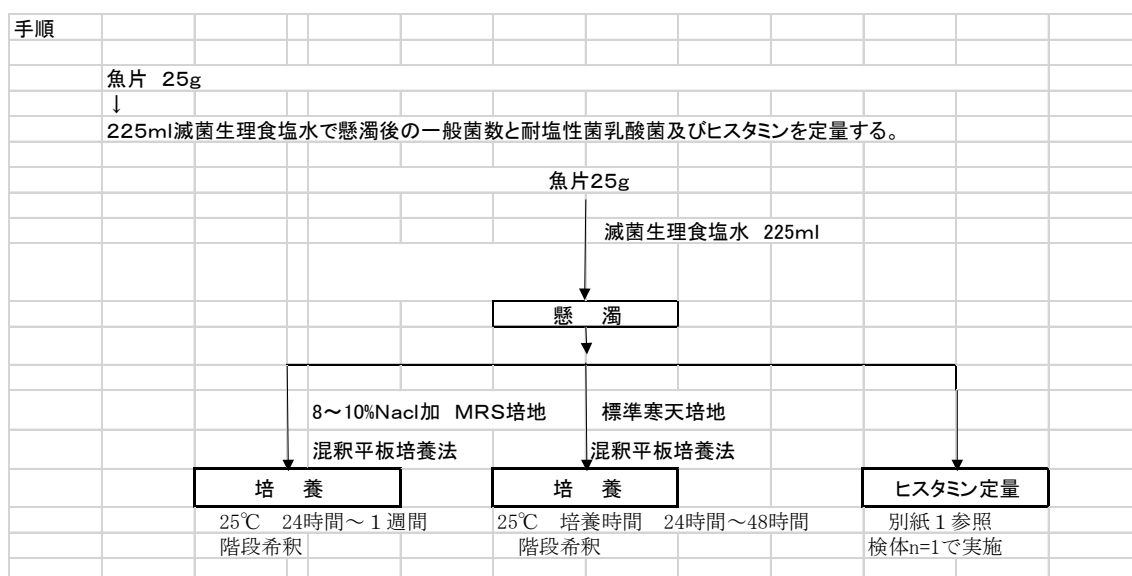 手順
魚片 25g
↓
225ml滅菌生理食塩水で懸濁後の一般菌数と耐塩性菌乳酸菌及びヒスタミンを定量する。
魚片25g
滅菌生理食塩水 225ml
懸 濁
8～10%Nacl加 MRS培地 標準寒天培地
混釈平板培養法 混釈平板培養法
培 養 培 養 ヒスタミン定量
25℃ 24時間～1週間 25℃ 培養時間 24時間～48時間 別紙1参照
階段希釈 階段希釈 検体n=1で実施